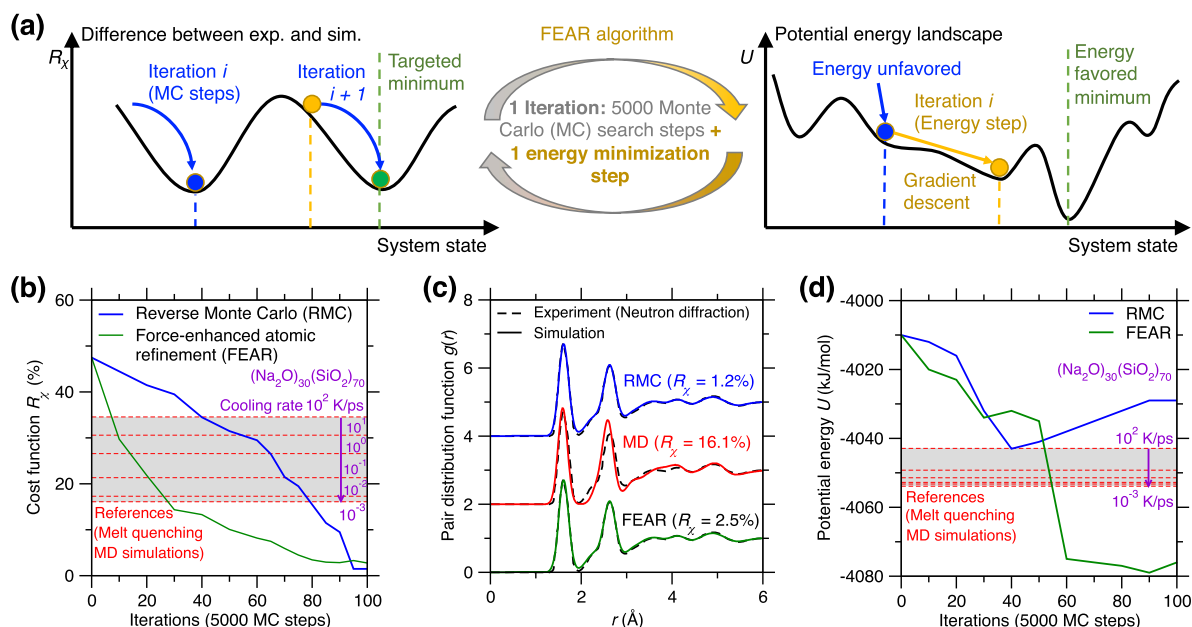 (a)
Difference between exp. and sim.
Rχ
Iteration i
(MC steps)
Iteration
i + 1
Targeted
minimum
System state
FEAR algorithm
1 Iteration: 5000 Monte
Carlo (MC) search steps +
1 energy minimization
step
Potential energy landscape
U
Energy unfavored
Iteration i
(Energy step)
Energy
favored
minimum
Gradient
descent
System state
(b)
Cost function Rχ (%)
60
40
20
0
Reverse Monte Carlo (RMC)
Force-enhanced atomic
refinement (FEAR)
(Na₂O)₃₀(SiO₂)₇₀
Cooling rate 10² K/ps
10¹
10⁰
10⁻¹
10⁻²
10⁻³
References
(Melt quenching
MD simulations)
0 20 40 60 80 100
Iterations (5000 MC steps)
(c)
Pair distribution function g(r)
8
6
4
2
0
Experiment (Neutron diffraction)
Simulation
RMC (Rχ = 1.2%)
MD (Rχ = 16.1%)
FEAR (Rχ = 2.5%)
0 2 4 6
r (Å)
(d)
Potential energy U (kJ/mol)
-4000
-4020
-4040
-4060
-4080
RMC
FEAR
(Na₂O)₃₀(SiO₂)₇₀
10² K/ps
10⁻³ K/ps
References
(Melt quenching
MD simulations)
0 20 40 60 80 100
Iterations (5000 MC steps)